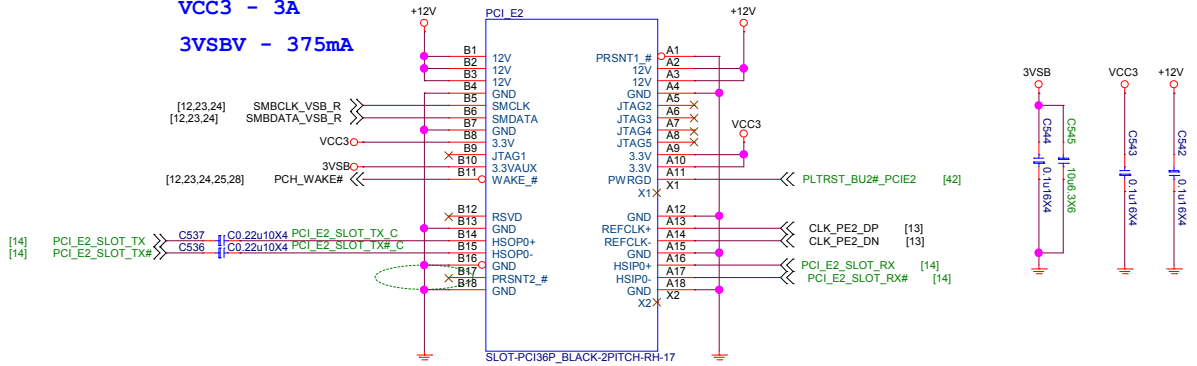 VCC3 - 3A
3VSBV - 375mA
+12V
PCI_E2
+12V
B1 12V PRSNT1_# A1
B2 12V 12V A2
B3 12V 12V A3
B4 GND GND A4
[12,23,24] SMBCLK_VSB_R B5 SMCLK JTAG2 A5
[12,23,24] SMBDATA_VSB_R B6 SMDATA JTAG3 A6
B7 GND JTAG4 A7
VCC3 B8 3.3V JTAG5 A8
VCC3
B9 JTAG1 3.3V A9
3VSB B10 3.3VAUX 3.3V A10
[12,23,24,25,28] PCH_WAKE# B11 WAKE_# PWRGD A11 PLTRST_BU2#_PCIE2 [42]
X1 X1
B12 RSVD GND A12
B13 GND REFCLK+ A13 CLK_PE2_DP [13]
[14] PCI_E2_SLOT_TX C537 C0.22u10X4 PCI_E2_SLOT_TX_C B14 HSOP0+ REFCLK- A14 CLK_PE2_DN [13]
[14] PCI_E2_SLOT_TX# C536 C0.22u10X4 PCI_E2_SLOT_TX#_C B15 HSOP0- GND A15
B16 GND HSIP0+ A16 PCI_E2_SLOT_RX [14]
B17 PRSNT2_# HSIP0- A17 PCI_E2_SLOT_RX# [14]
B18 GND GND A18
X2 X2
SLOT-PCI36P_BLACK-2PITCH-RH-17
3VSB
VCC3
+12V
C544
0.1u16X4
C545
10u6.3X6
C543
0.1u16X4
C542
0.1u16X4